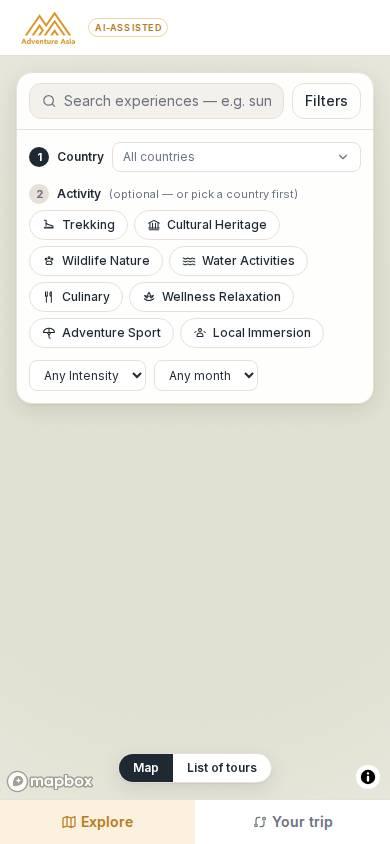 Adventure Asia
AI-ASSISTED
Search experiences — e.g. sun
Filters
1 Country
All countries
2 Activity (optional — or pick a country first)
Trekking
Cultural Heritage
Wildlife Nature
Water Activities
Culinary
Wellness Relaxation
Adventure Sport
Local Immersion
Any Intensity
Any month
Map
List of tours
mapbox
Explore
Your trip